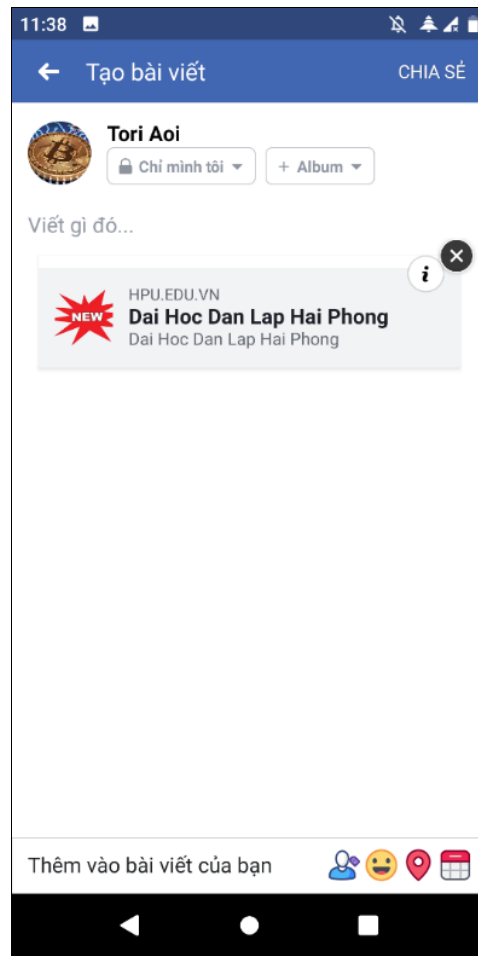 11:38
Tạo bài viết
CHIA SẺ
Tori Aoi
Chỉ mình tôi
+ Album
Viết gì đó...
i
HPU.EDU.VN
NEW
Dai Hoc Dan Lap Hai Phong
Dai Hoc Dan Lap Hai Phong
Thêm vào bài viết của bạn